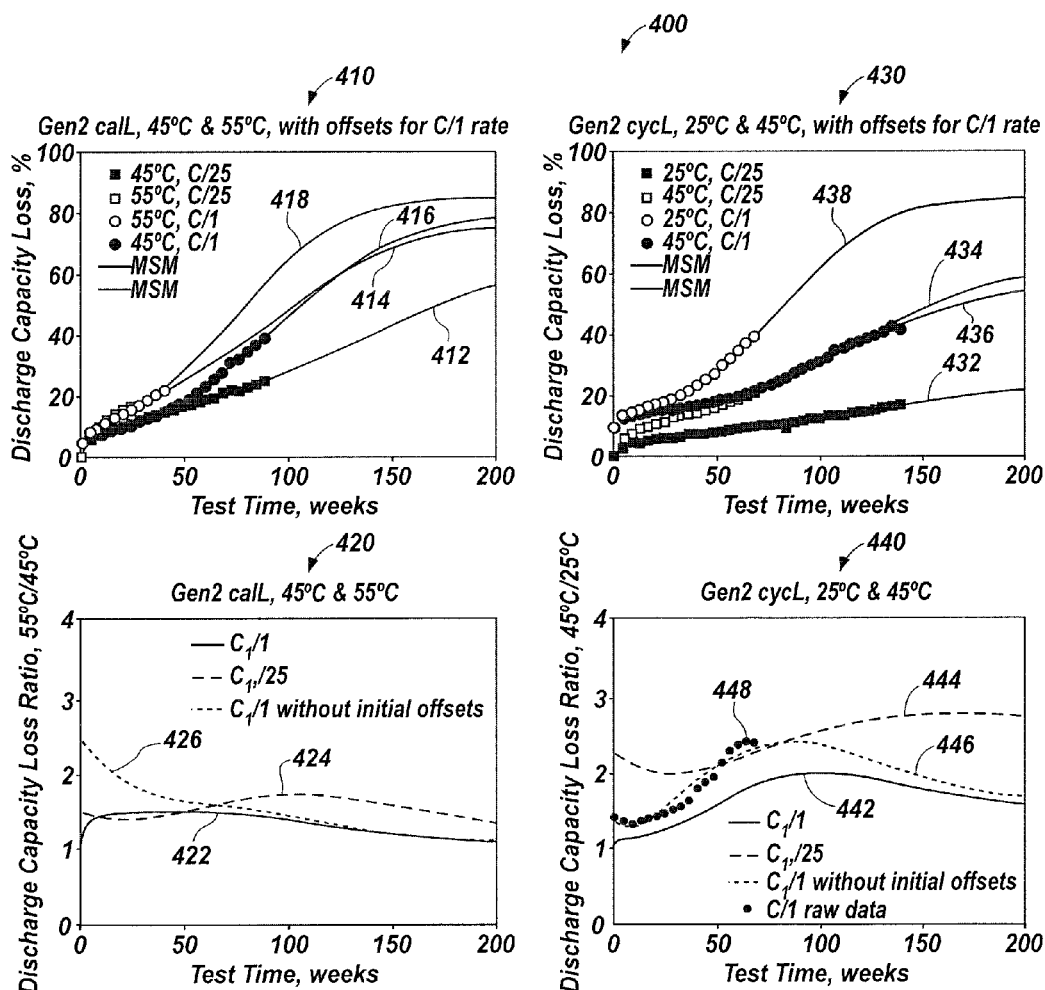 400
410
Gen2 calL, 45ºC & 55ºC, with offsets for C/1 rate
Discharge Capacity Loss, %
100
80
60
40
20
0
45ºC, C/25
55ºC, C/25
55ºC, C/1
45ºC, C/1
MSM
MSM
418
416
414
412
0
50
100
150
200
Test Time, weeks
430
Gen2 cycL, 25ºC & 45ºC, with offsets for C/1 rate
Discharge Capacity Loss, %
100
80
60
40
20
0
25ºC, C/25
45ºC, C/25
25ºC, C/1
45ºC, C/1
MSM
MSM
438
434
436
432
0
50
100
150
200
Test Time, weeks
420
Gen2 calL, 45ºC & 55ºC
Discharge Capacity Loss Ratio, 55ºC/45ºC
4
3
2
1
0
C₁/1
C₁,/25
C₁/1 without initial offsets
426
424
422
0
50
100
150
200
Test Time, weeks
440
Gen2 cycL, 25ºC & 45ºC
Discharge Capacity Loss Ratio, 45ºC/25ºC
4
3
2
1
0
448
444
446
442
C₁/1
C₁,/25
C₁/1 without initial offsets
C/1 raw data
0
50
100
150
200
Test Time, weeks